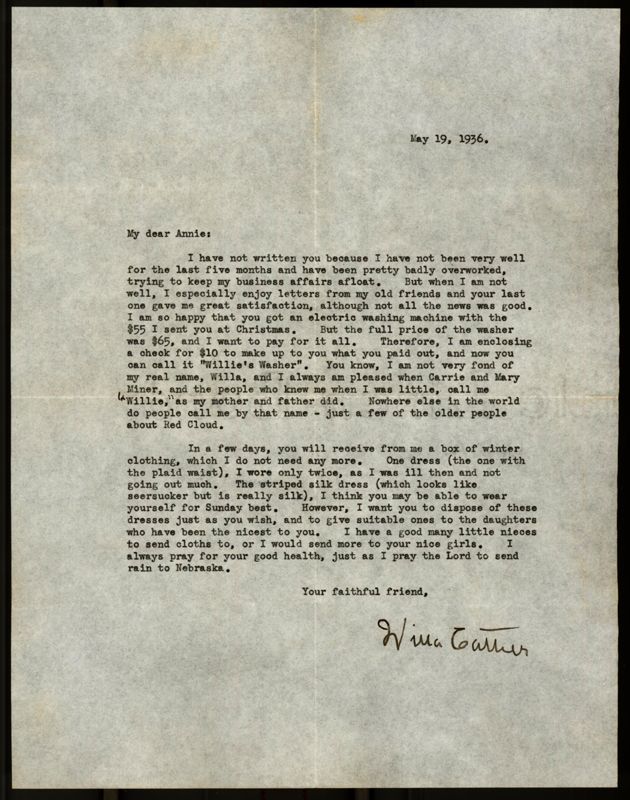 May 19, 1936.
My dear Annie:
I have not written you because I have not been very well
for the last five months and have been pretty badly overworked,
trying to keep my business affairs afloat. But when I am not
well, I especially enjoy letters from my old friends and your last
one gave me great satisfaction, although not all the news was good.
I am so happy that you got an electric washing machine with the
$55 I sent you at Christmas. But the full price of the washer
was $65, and I want to pay for it all. Therefore, I am enclosing
a check for $10 to make up to you what you paid out, and now you
can call it "Willie's Washer". You know, I am not very fond of
my real name, Willa, and I always am pleased when Carrie and Mary
Miner, and the people who knew me when I was little, call me
"Willie," as my mother and father did. Nowhere else in the world
do people call me by that name - just a few of the older people
about Red Cloud.
In a few days, you will receive from me a box of winter
clothing, which I do not need any more. One dress (the one with
the plaid waist), I wore only twice, as I was ill then and not
going out much. The striped silk dress (which looks like
seersucker but is really silk), I think you may be able to wear
yourself for Sunday best. However, I want you to dispose of these
dresses just as you wish, and to give suitable ones to the daughters
who have been the nicest to you. I have a good many little nieces
to send cloths to, or I would send more to your nice girls. I
always pray for your good health, just as I pray the Lord to send
rain to Nebraska.
Your faithful friend,
Willa Cather